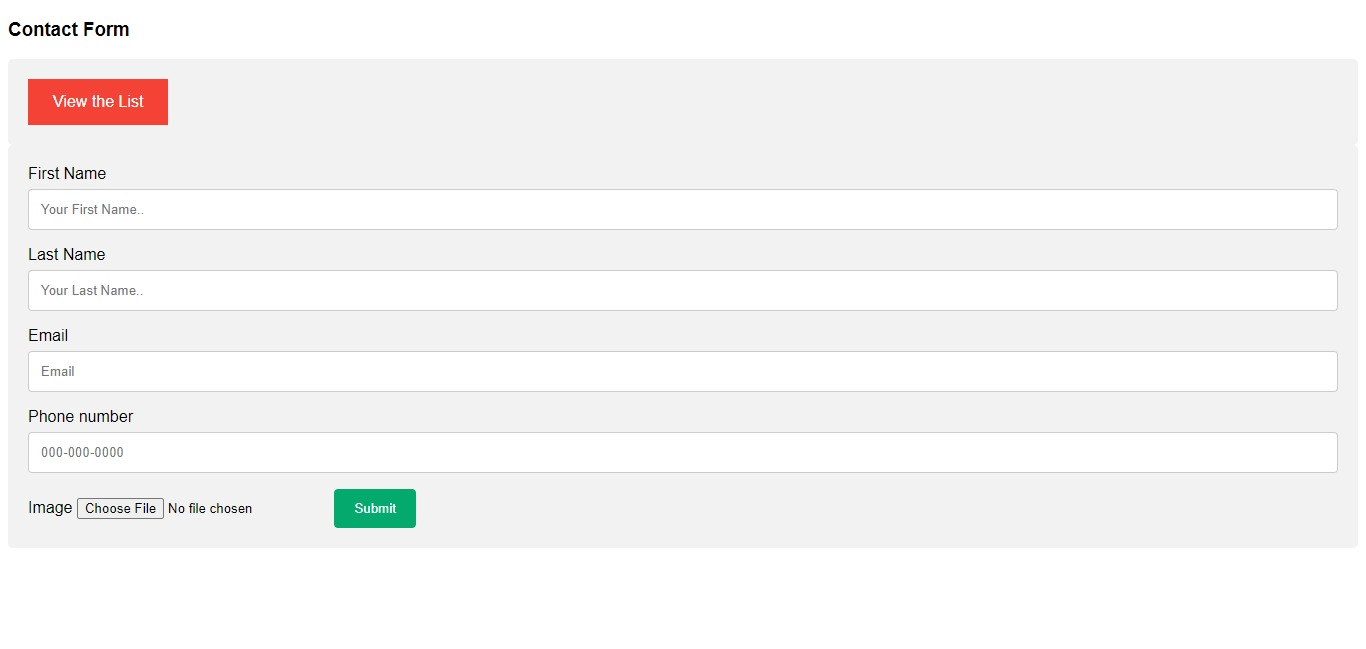 Contact Form
View the List
First Name
Your First Name..
Last Name
Your Last Name..
Email
Email
Phone number
000-000-0000
Image Choose File No file chosen Submit